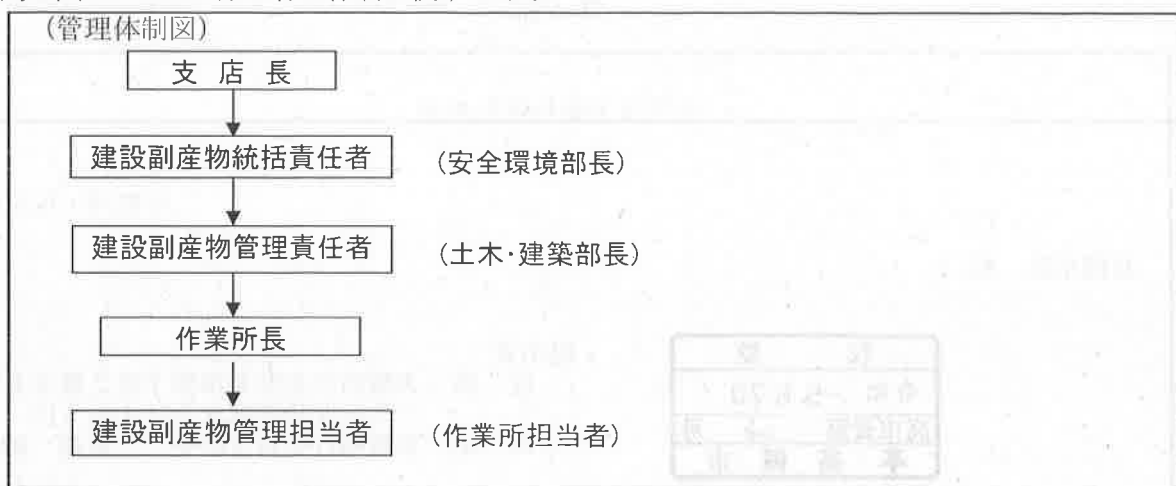 (管理体制図)
支 店 長
建設副産物統括責任者 (安全環境部長)
建設副産物管理責任者 (土木・建築部長)
作業所長
建設副産物管理担当者 (作業所担当者)